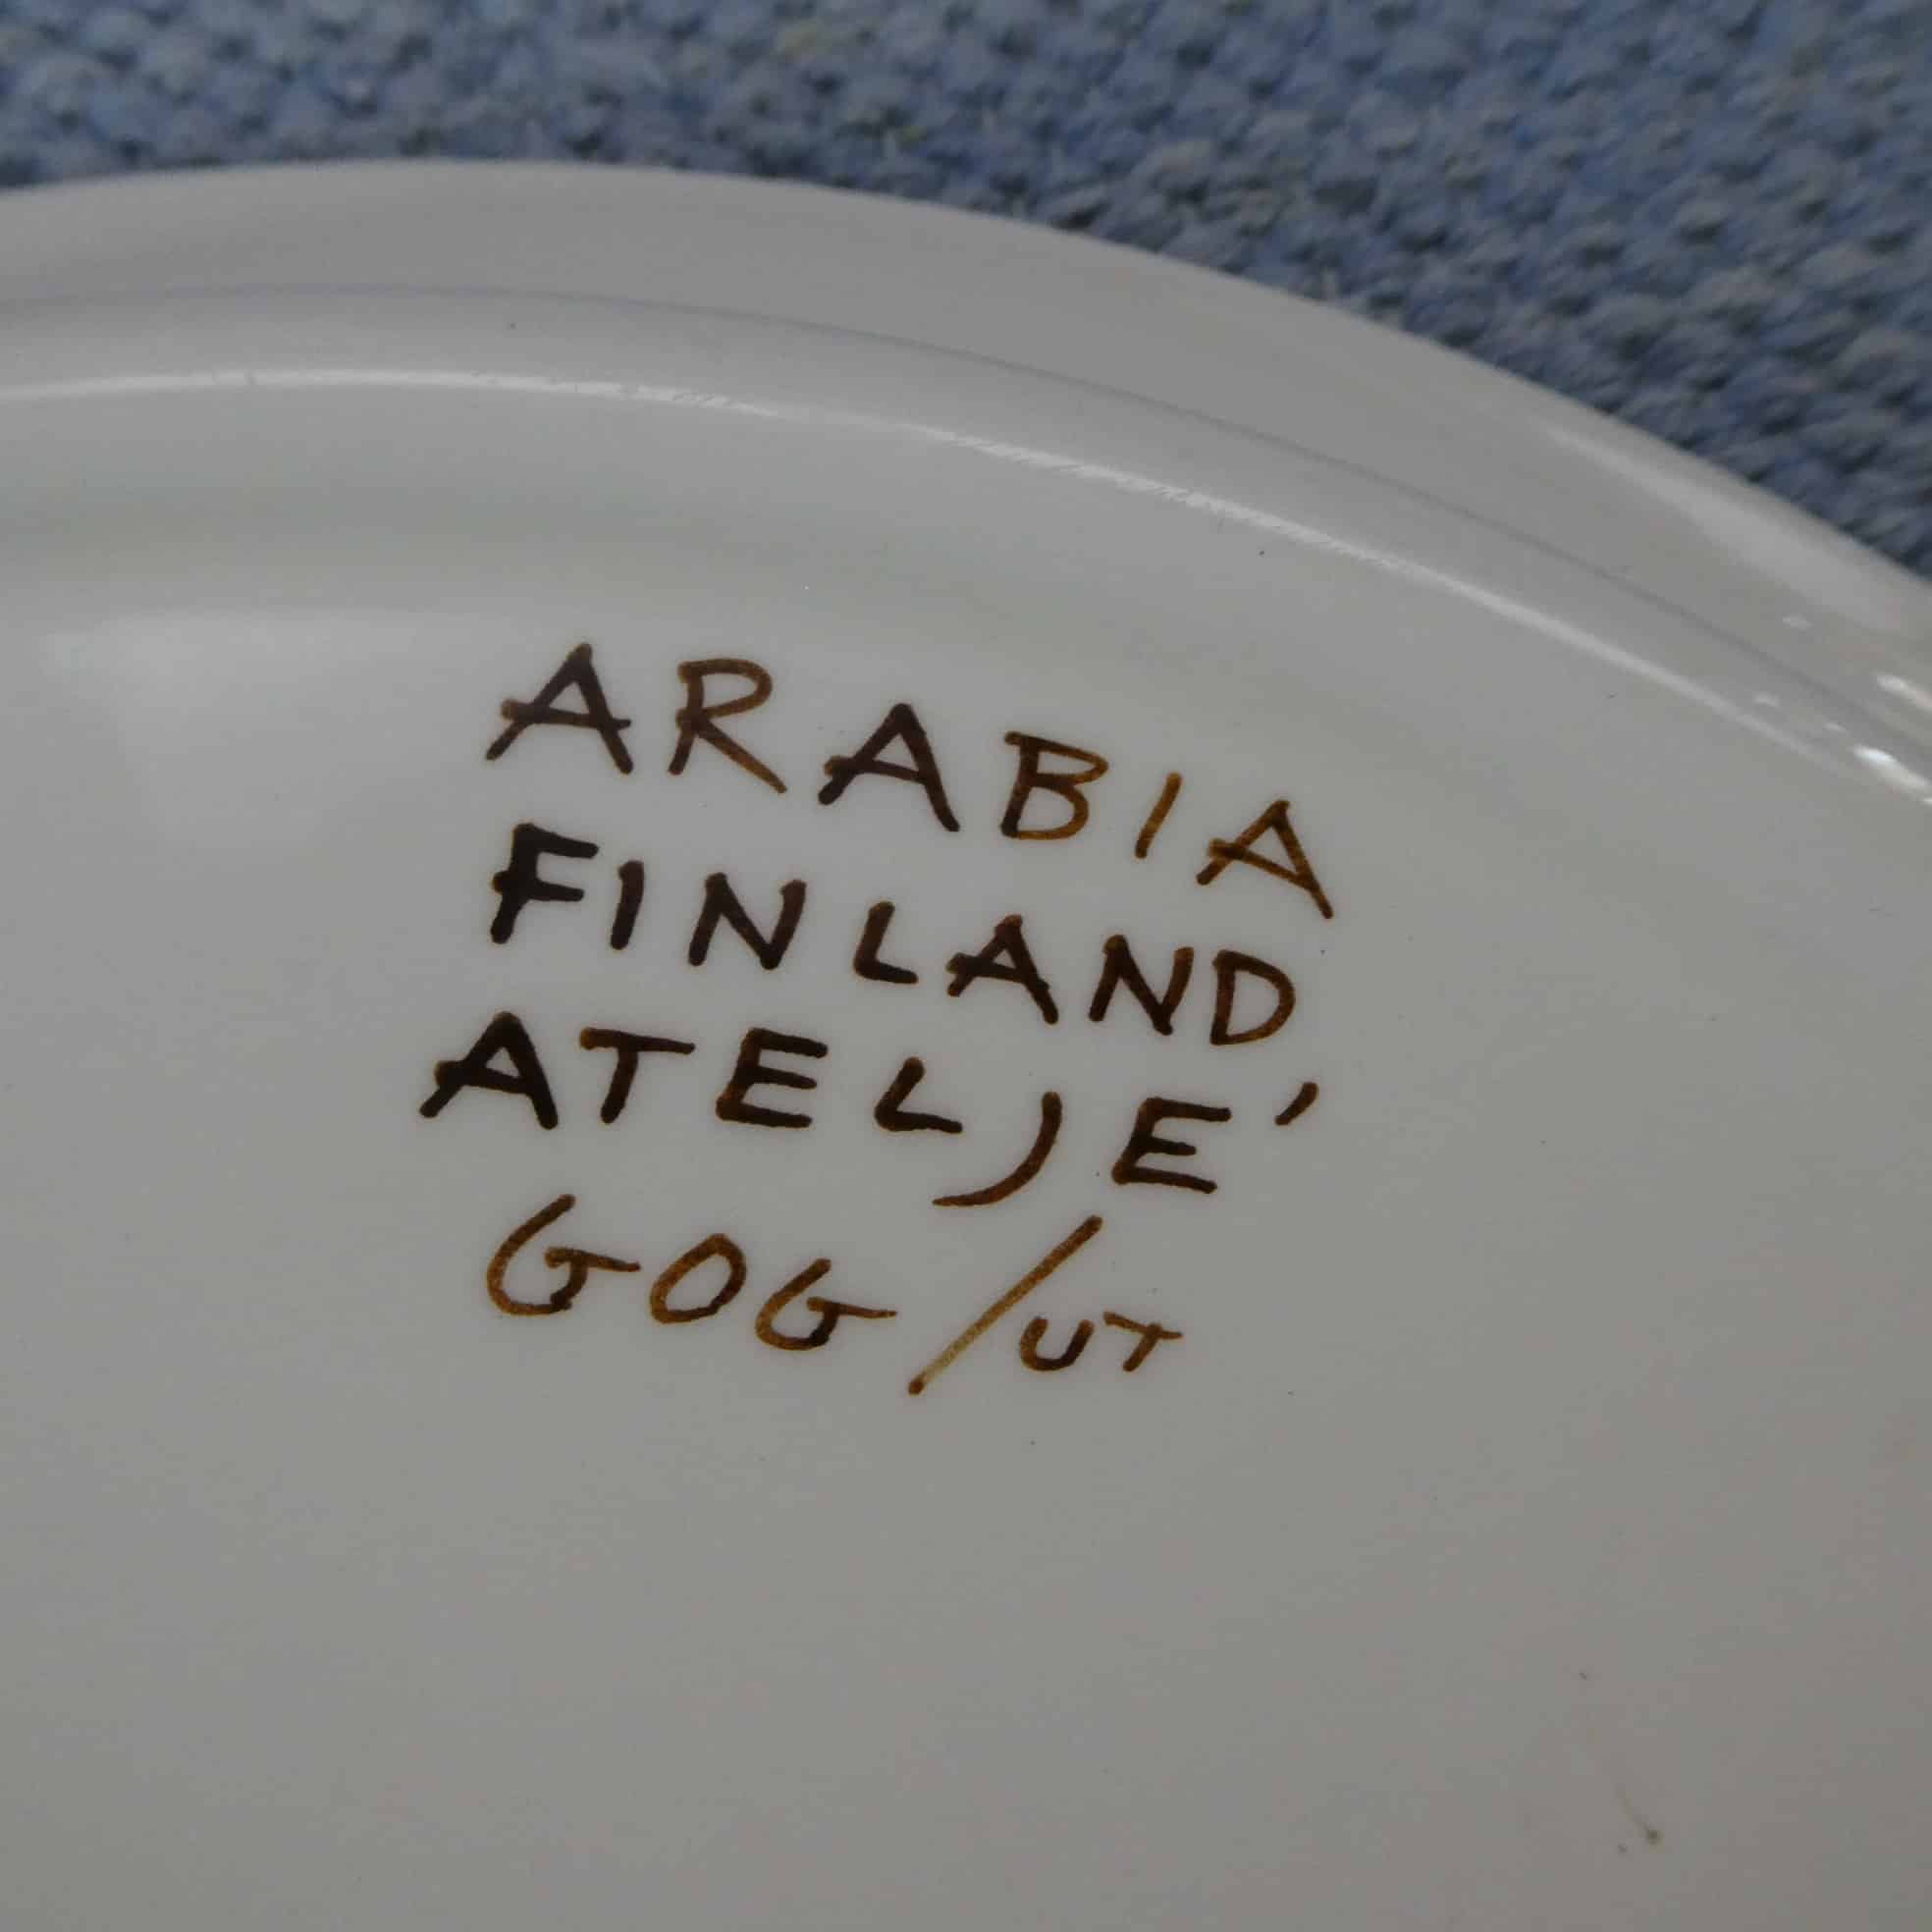 ARABIA
FINLAND
ATELJE'
GOG/UT